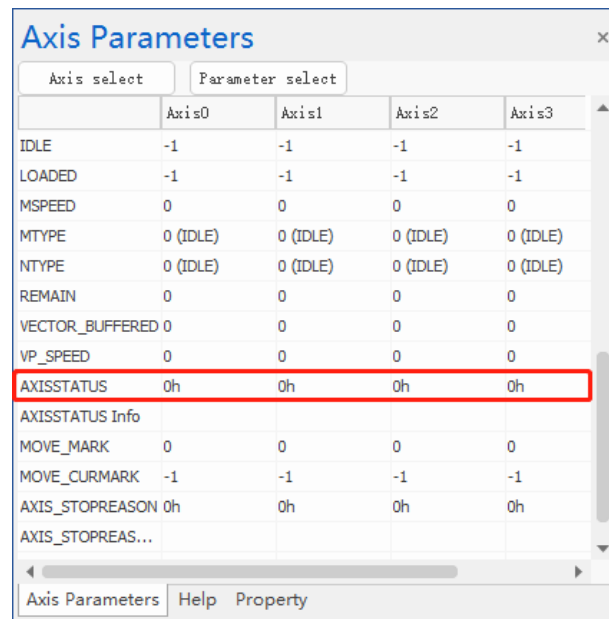 Axis Parameters ×
Axis select Parameter select
Axis0 Axis1 Axis2 Axis3
IDLE -1 -1 -1 -1
LOADED -1 -1 -1 -1
MSPEED 0 0 0 0
MTYPE 0 (IDLE) 0 (IDLE) 0 (IDLE) 0 (IDLE)
NTYPE 0 (IDLE) 0 (IDLE) 0 (IDLE) 0 (IDLE)
REMAIN 0 0 0 0
VECTOR_BUFFERED 0 0 0 0
VP_SPEED 0 0 0 0
AXISSTATUS 0h 0h 0h 0h
AXISSTATUS Info
MOVE_MARK 0 0 0 0
MOVE_CURMARK -1 -1 -1 -1
AXIS_STOPREASON 0h 0h 0h 0h
AXIS_STOPREAS...
Axis Parameters Help Property